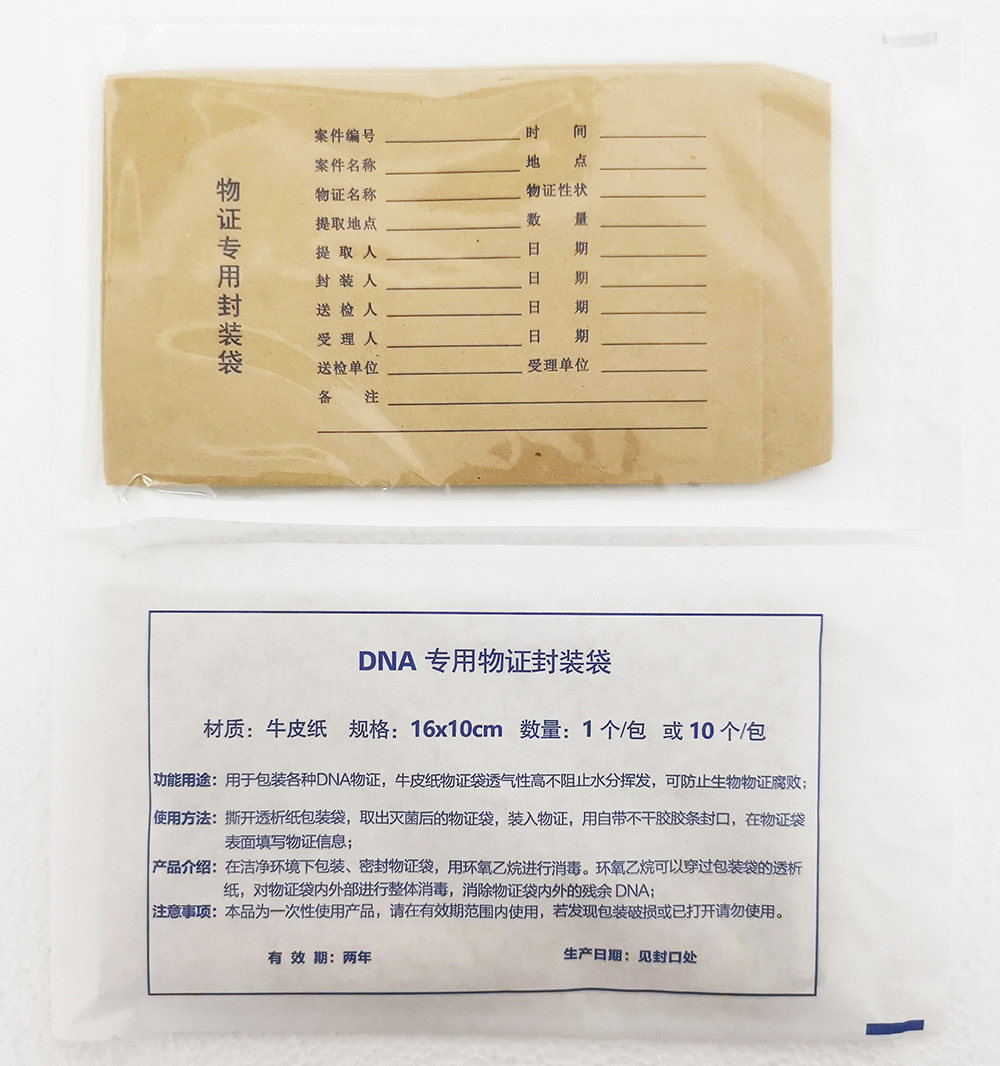 物证专用封装袋
案件编号 时间
案件名称 地点
物证名称 物证性状
提取地点 数量
提取人 日期
封装人 日期
送检人 日期
受理人 日期
送检单位 受理单位
备注
DNA 专用物证封装袋
材质：牛皮纸 规格：16x10cm 数量：1 个/包 或 10 个/包
功能用途：用于包装各种DNA物证，牛皮纸物证袋透气性高不阻止水分挥发，可防止生物物证腐败；
使用方法：撕开透析纸包装袋，取出灭菌后的物证袋，装入物证，用自带不干胶胶条封口，在物证袋
表面填写物证信息；
产品介绍：在洁净环境下包装、密封物证袋，用环氧乙烷进行消毒。环氧乙烷可以穿过包装袋的透析
纸，对物证袋内外部进行整体消毒，消除物证袋内外的残余 DNA；
注意事项：本品为一次性使用产品，请在有效期范围内使用，若发现包装破损或已打开请勿使用。
有 效 期：两年 生产日期：见封口处